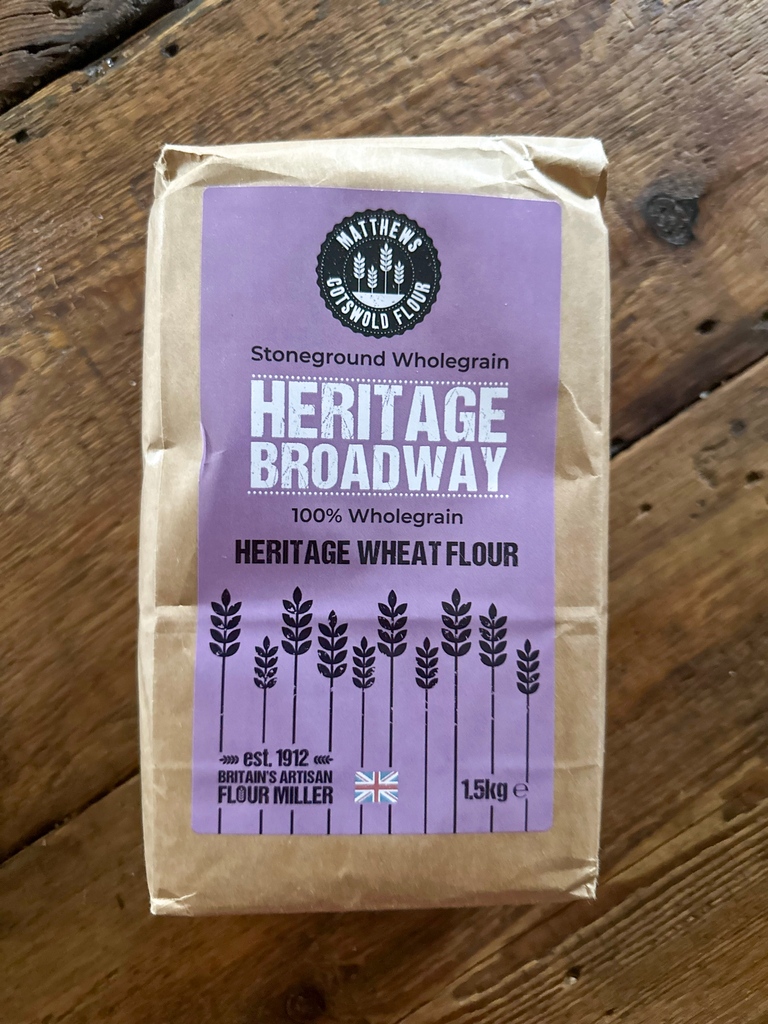 MATTHEWS
COTSWOLD FLOUR
Stoneground Wholegrain
HERITAGE
BROADWAY
100% Wholegrain
HERITAGE WHEAT FLOUR
est. 1912
BRITAIN'S ARTISAN
FLOUR MILLER
1.5kg ℮